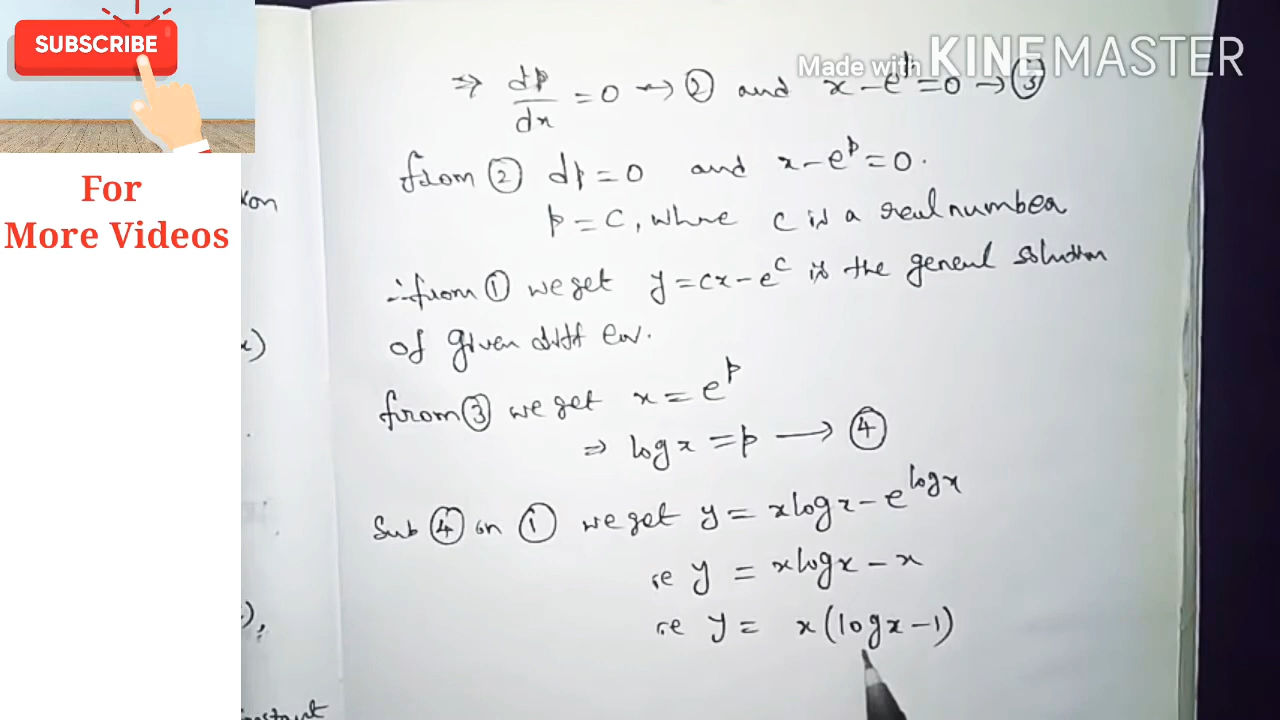 SUBSCRIBE
For
More Videos
Made with KINEMASTER
⇒ dp/dx = 0 → ② and x - e^p = 0 → ③
from ② dp = 0 and x - e^p = 0.
p = c, where c is a real number
∴ from ① we get y = cx - e^c is the general solution
of given diff eq.
from ③ we get x = e^p
⇒ log x = p → ④
Sub ④ in ① we get y = x log x - e^log x
ie y = x log x - x
ie y = x(log x - 1)